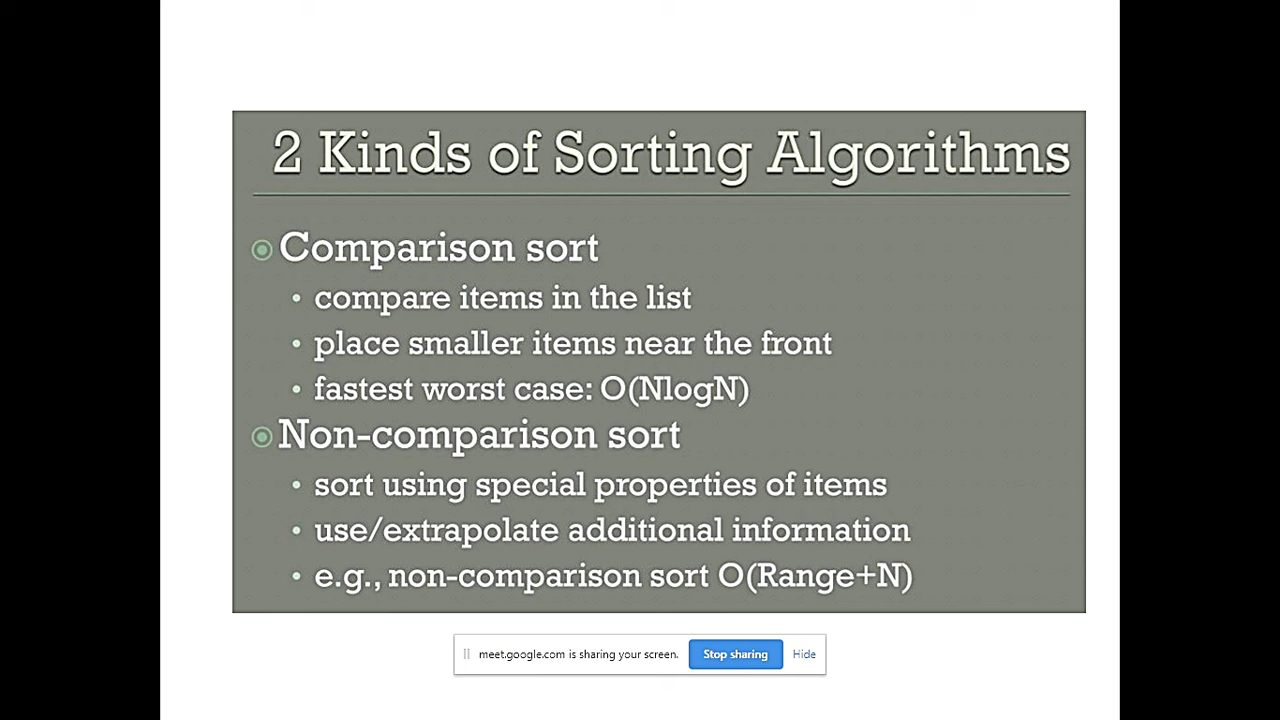 2 Kinds of Sorting Algorithms
Comparison sort
compare items in the list
place smaller items near the front
fastest worst case: O(NlogN)
Non-comparison sort
sort using special properties of items
use/extrapolate additional information
e.g., non-comparison sort O(Range+N)
meet.google.com is sharing your screen. Stop sharing Hide